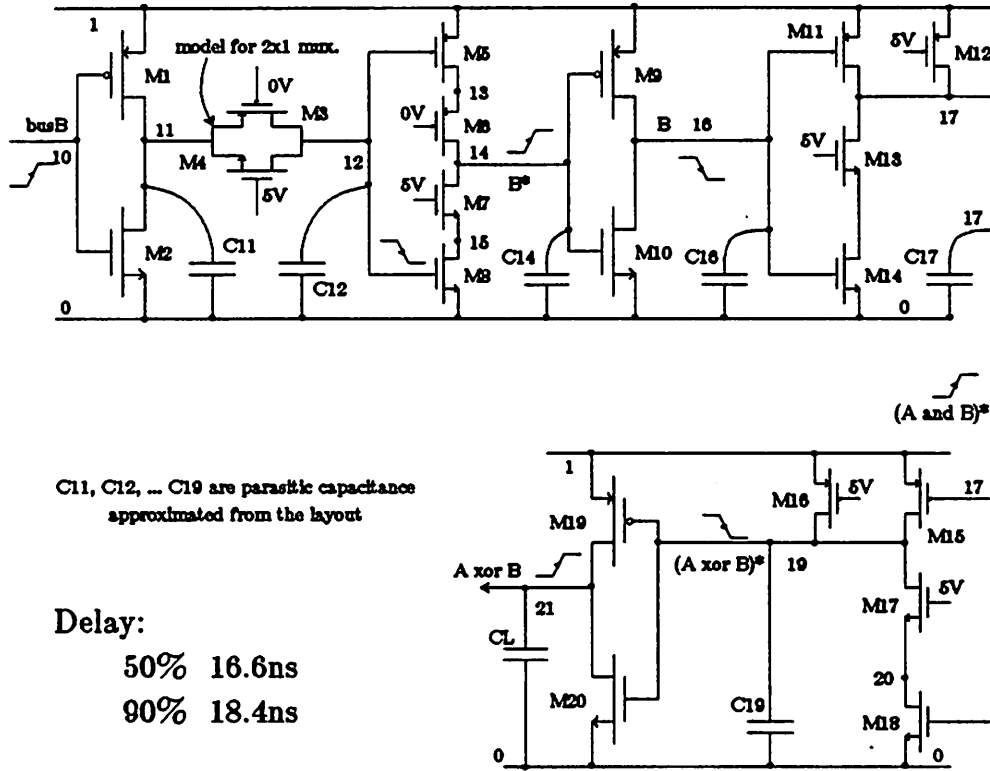 1
model for 2x1 mux.
M1
0V
M3
busB
10
11
M4
5V
12
M2
C11
C12
0
M5
13
0V
M6
14
5V
M7
15
M8
B*
C14
M9
M10
B 16
C16
M11
5V
M12
17
5V
M13
M14
C17
17
0
(A and B)*
C11, C12, ... C19 are parasitic capacitance
approximated from the layout
1
M19
M16
5V
17
M15
A xor B
(A xor B)*
19
21
CL
M17
5V
20
M20
C19
M18
0
0
Delay:
50% 16.6ns
90% 18.4ns